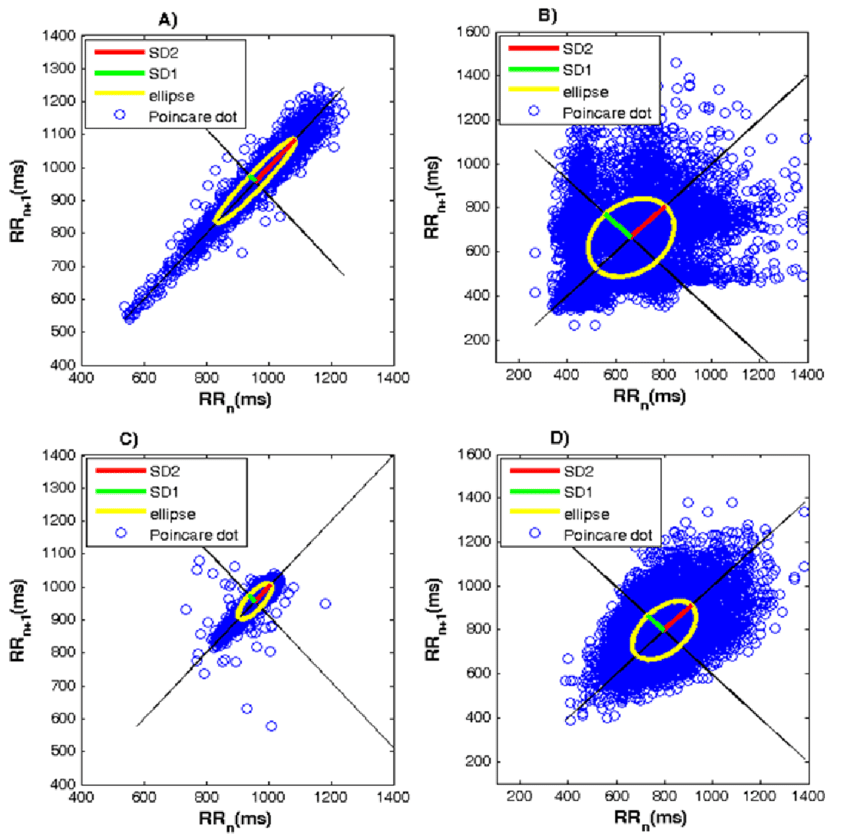 A)
1400
1300
1200
1100
1000
900
800
700
600
500
400
RRn+1(ms)
SD2
SD1
ellipse
Poincare dot
400 600 800 1000 1200 1400
RRn(ms)
B)
1600
1400
1200
1000
800
600
400
200
RRn+1(ms)
SD2
SD1
ellipse
Poincare dot
200 400 600 800 1000 1200 1400
RRn(ms)
C)
1400
1300
1200
1100
1000
900
800
700
600
500
400
RRn+1(ms)
SD2
SD1
ellipse
Poincare dot
400 600 800 1000 1200 1400
RRn(ms)
D)
1600
1400
1200
1000
800
600
400
200
RRn+1(ms)
SD2
SD1
ellipse
Poincare dot
200 400 600 800 1000 1200 1400
RRn(ms)